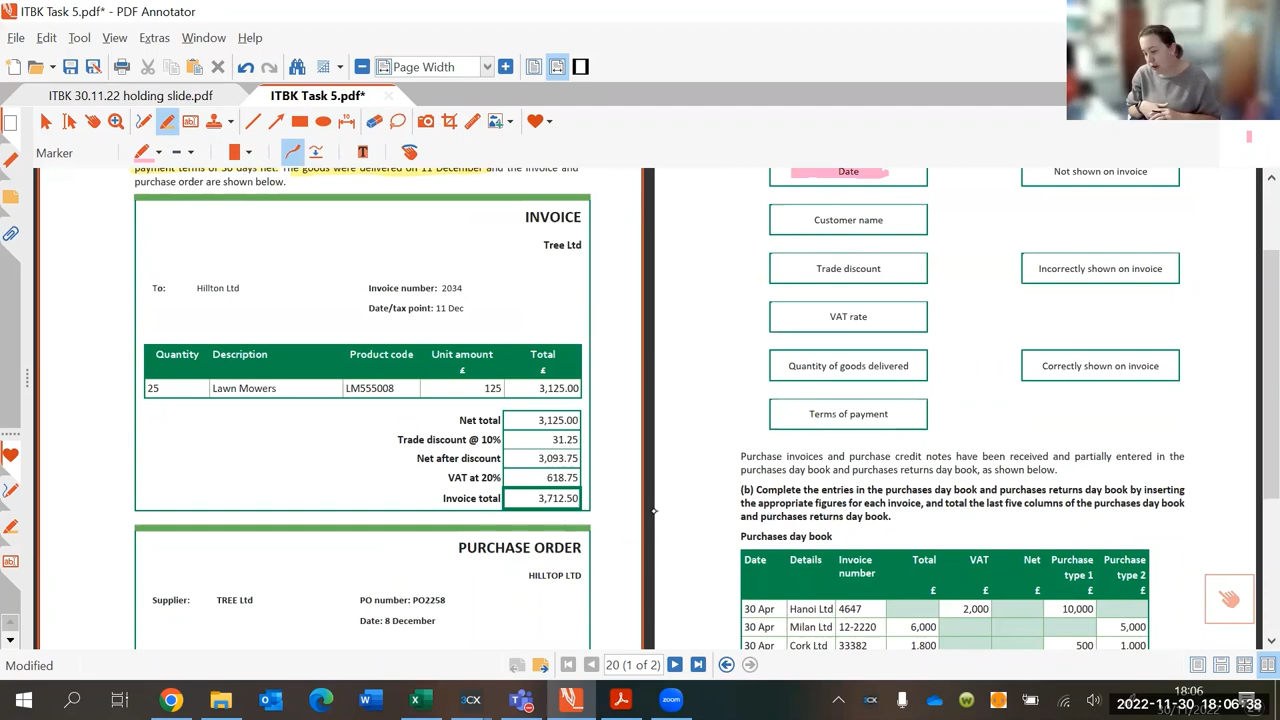 ITBK Task 5.pdf* - PDF Annotator
File Edit Tool View Extras Window Help
Page Width
ITBK 30.11.22 holding slide.pdf
ITBK Task 5.pdf*
Marker
payment terms of 30 days net. The goods were delivered on 11 December and the invoice and
purchase order are shown below.
INVOICE
Tree Ltd
To: Hillton Ltd
Invoice number: 2034
Date/tax point: 11 Dec
Quantity Description Product code Unit amount Total
£ £
25 Lawn Mowers LM555008 125 3,125.00
Net total 3,125.00
Trade discount @ 10% 31.25
Net after discount 3,093.75
VAT at 20% 618.75
Invoice total 3,712.50
PURCHASE ORDER
HILLTOP LTD
Supplier: TREE Ltd
PO number: PO2258
Date: 8 December
Date
Not shown on invoice
Customer name
Trade discount
Incorrectly shown on invoice
VAT rate
Quantity of goods delivered
Correctly shown on invoice
Terms of payment
Purchase invoices and purchase credit notes have been received and partially entered in the
purchases day book and purchases returns day book, as shown below.
(b) Complete the entries in the purchases day book and purchases returns day book by inserting
the appropriate figures for each invoice, and total the last five columns of the purchases day book
and purchases returns day book.
Purchases day book
Date Details Invoice number Total VAT Net Purchase type 1 Purchase type 2
£ £ £ £ £
30 Apr Hanoi Ltd 4647 2,000 10,000
30 Apr Milan Ltd 12-2220 6,000 5,000
30 Apr Cork Ltd 33382 1,800 500 1,000
Modified
20 (1 of 2)
18:06
2022-11-30 18:06:38